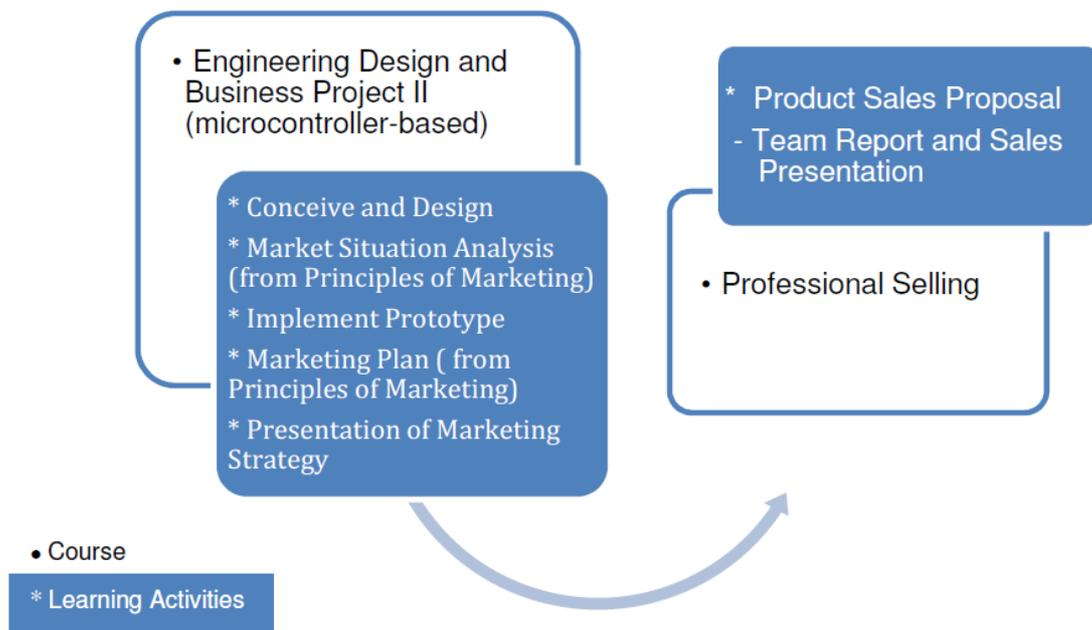 • Engineering Design and
Business Project II
(microcontroller-based)
* Conceive and Design
* Market Situation Analysis
(from Principles of Marketing)
* Implement Prototype
* Marketing Plan ( from
Principles of Marketing)
* Presentation of Marketing
Strategy
* Product Sales Proposal
- Team Report and Sales
Presentation
• Professional Selling
• Course
* Learning Activities